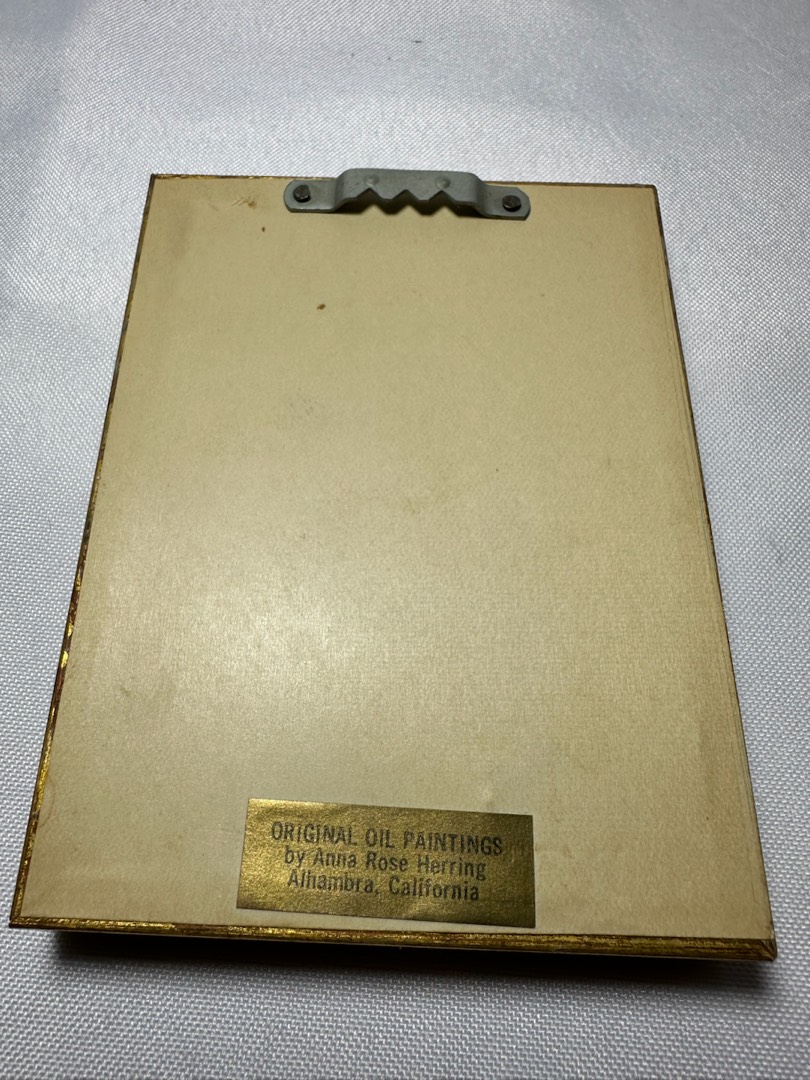 ORIGINAL OIL PAINTINGS
by Anna Rose Herring
Alhambra, California